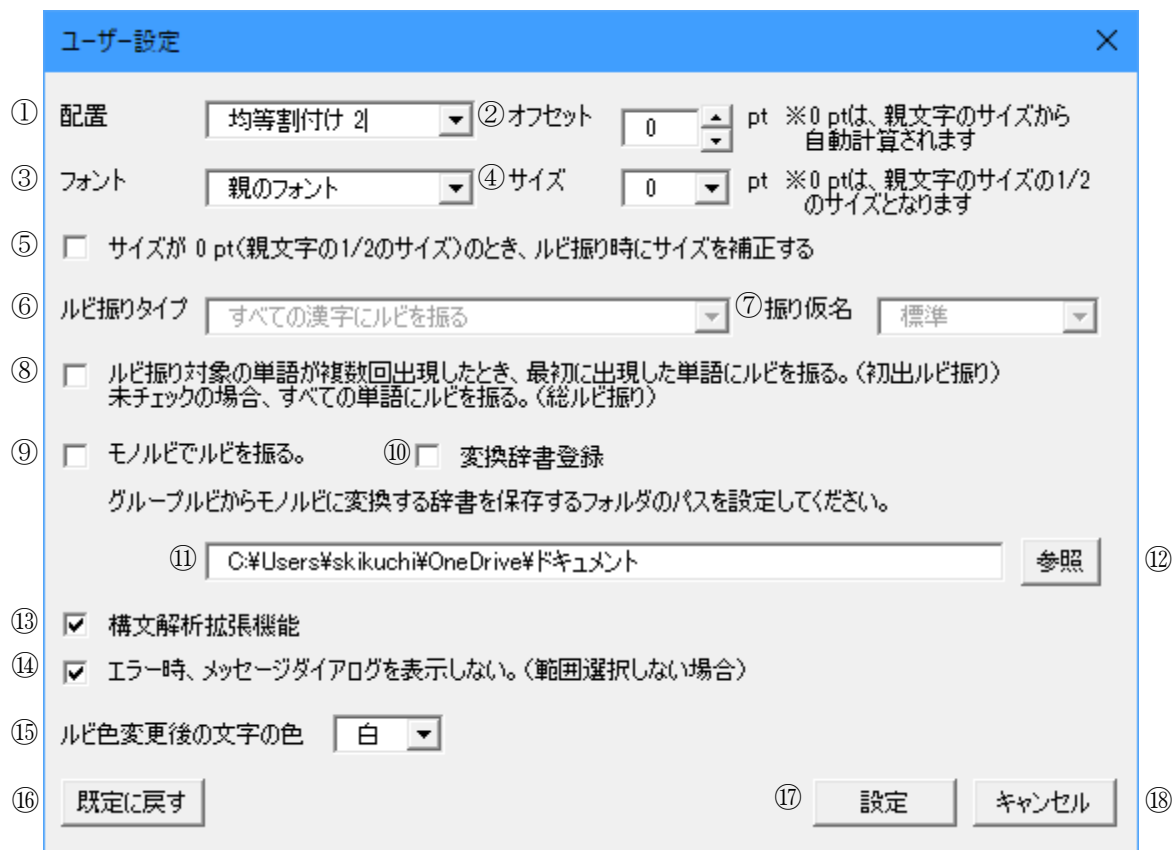 ユーザー設定
① 配置 均等割付け 2 ② オフセット 0 pt ※0 ptは、親文字のサイズから
自動計算されます
③ フォント 親のフォント ④ サイズ 0 pt ※0 ptは、親文字のサイズの1/2
のサイズとなります
⑤ サイズが 0 pt(親文字の1/2のサイズ)のとき、ルビ振り時にサイズを補正する
⑥ ルビ振りタイプ すべての漢字にルビを振る ⑦ 振り仮名 標準
⑧ ルビ振り対象の単語が複数回出現したとき、最初に出現した単語にルビを振る。(初出ルビ振り)
未チェックの場合、すべての単語にルビを振る。(総ルビ振り)
⑨ モノルビでルビを振る。 ⑩ 変換辞書登録
グループルビからモノルビに変換する辞書を保存するフォルダのパスを設定してください。
⑪ C:¥Users¥skikuchi¥OneDrive¥ドキュメント 参照 ⑫
⑬ 構文解析拡張機能
⑭ エラー時、メッセージダイアログを表示しない。(範囲選択しない場合)
⑮ ルビ色変更後の文字の色 白
⑯ 既定に戻す ⑰ 設定 キャンセル ⑱